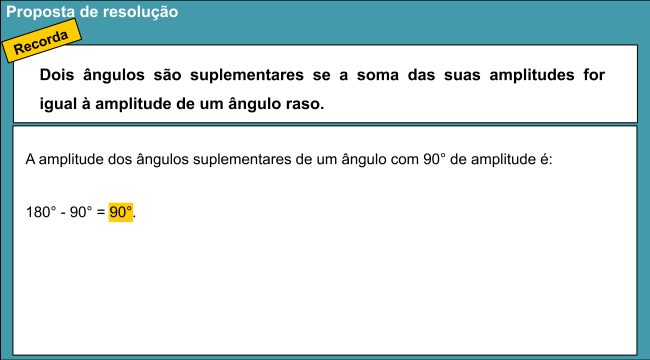 Proposta de resolução
Recorda
Dois ângulos são suplementares se a soma das suas amplitudes for
igual à amplitude de um ângulo raso.
A amplitude dos ângulos suplementares de um ângulo com 90° de amplitude é:
180° - 90° = 90°.